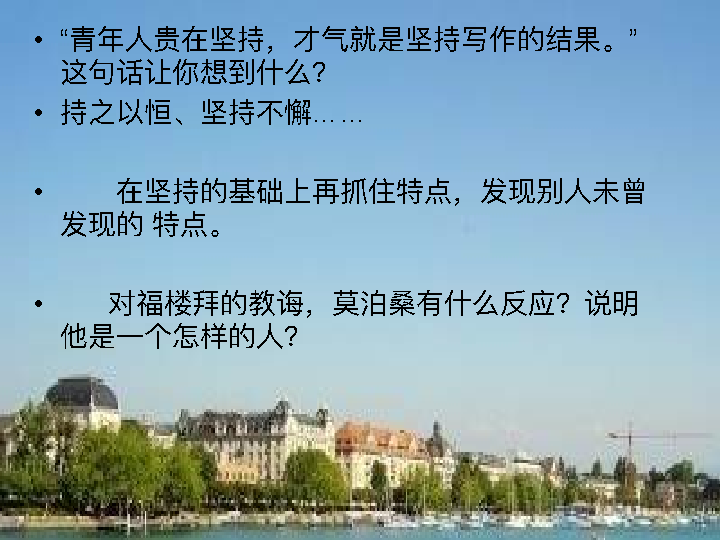 • “青年人贵在坚持，才气就是坚持写作的结果。”
这句话让你想到什么？
• 持之以恒、坚持不懈……
• 在坚持的基础上再抓住特点，发现别人未曾
发现的 特点。
• 对福楼拜的教诲，莫泊桑有什么反应？说明
他是一个怎样的人？